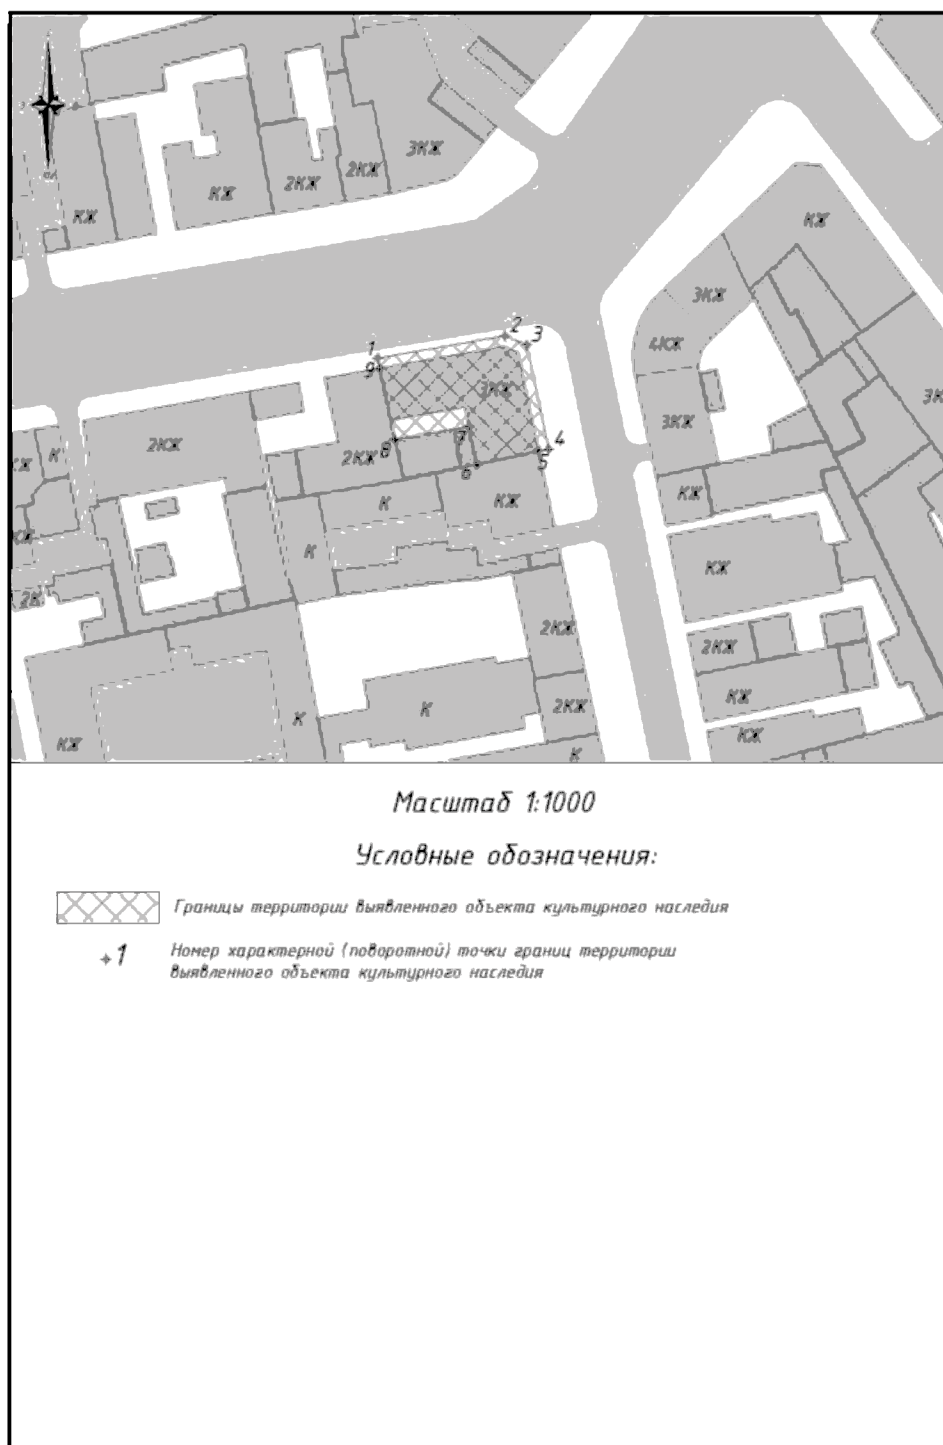 3КЖ
2КЖ
2КЖ
КЖ
КЖ
КЖ
3КЖ
2
3
4КЖ
1
9
3КЖ
3КЖ
2КЖ
К
2КЖ
8
7
4
5
6
КЖ
К
КЖ
К
КЖ
2КЖ
2КЖ
КЖ
К
К
2КЖ
КЖ
КЖ
К
Масштаб 1:1000
Условные обозначения:
Границы территории выявленного объекта культурного наследия
1 Номер характерной (поворотной) точки границ территории
выявленного объекта культурного наследия